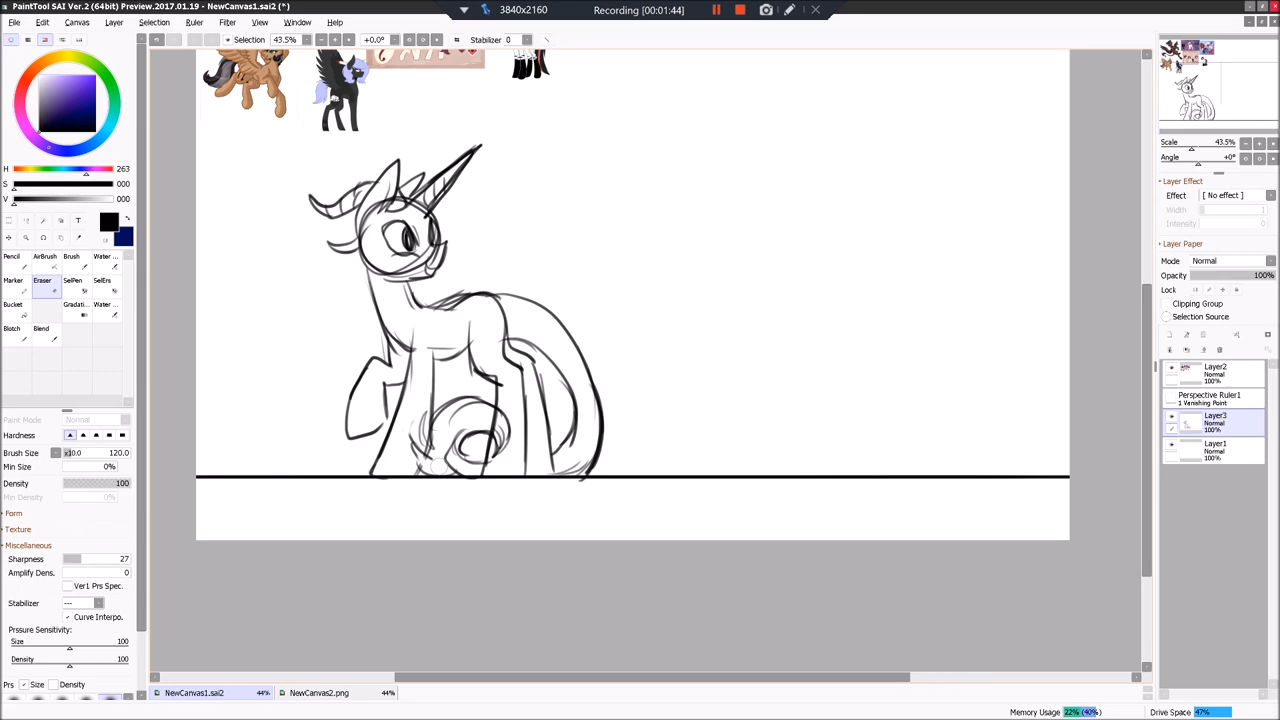 PaintTool SAI Ver.2 (64bit) Preview.2017.01.19 - NewCanvas1.sai2 (*)
3840x2160
Recording [00:01:44]
File Edit Canvas Layer Selection Ruler Filter View Window Help
Selection 43.5% +0.0° Stabilizer 0
H 263
S 000
V 000
T
Pencil AirBrush Brush Water ...
Marker Eraser SelPen SelErs
Bucket Gradati... Water ...
Blotch Blend
Paint Mode Normal
Hardness
Brush Size x10.0 120.0
Min Size 0%
Density 100
Min Density 0%
Form
Texture
Miscellaneous
Sharpness 27
Amplify Dens. 0
Ver1 Prs Spec.
Stabilizer ---
Curve Interpo.
Prssure Sensitivity:
Size 100
Density 100
Prs Size Density
Scale 43.5%
Angle +0°
Layer Effect
Effect [ No effect ]
Width 1
Intensity 0
Layer Paper
Mode Normal
Opacity 100%
Lock
Clipping Group
Selection Source
Layer2
Normal
100%
Perspective Ruler1
1 Vanishing Point
Layer3
Normal
100%
Layer1
Normal
100%
NewCanvas1.sai2 44% NewCanvas2.png 44%
Memory Usage 22% (40%) Drive Space 47%